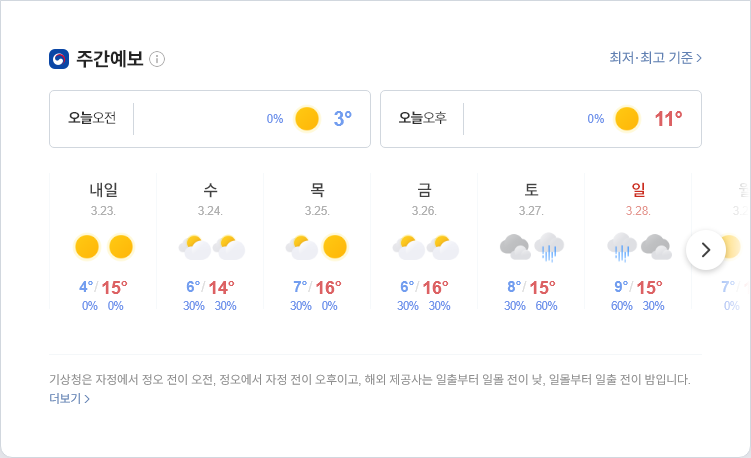 주간예보
최저·최고 기준
오늘오전 0% 3°
오늘오후 0% 11°
내일 수 목 금 토 일
3.23. 3.24. 3.25. 3.26. 3.27. 3.28.
4°/15° 6°/14° 7°/16° 6°/16° 8°/15° 9°/15° 7°
0% 0% 30% 30% 30% 0% 30% 30% 30% 60% 60% 30% 0%
기상청은 자정에서 정오 전이 오전, 정오에서 자정 전이 오후이고, 해외 제공사는 일출부터 일몰 전이 낮, 일몰부터 일출 전이 밤입니다.
더보기